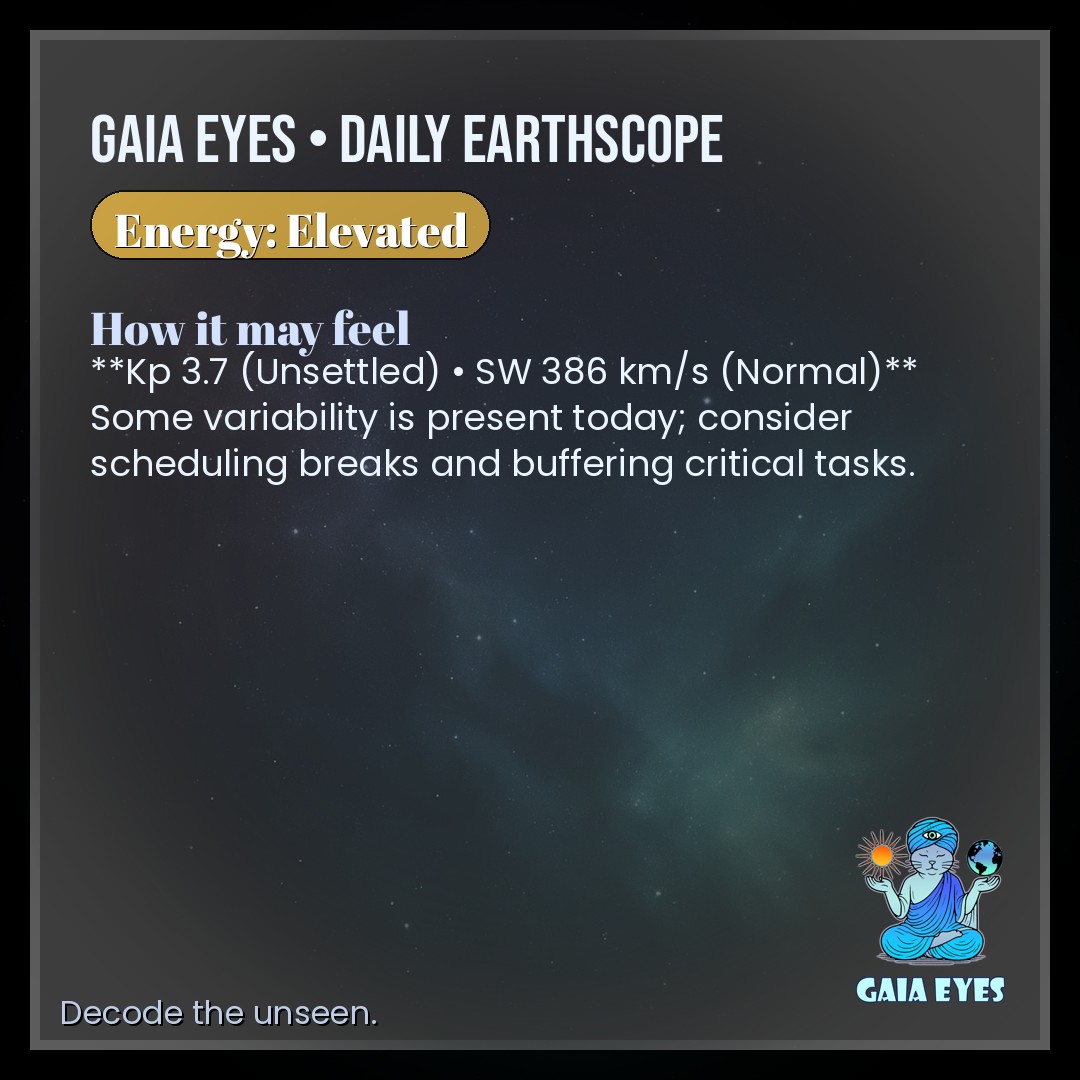 GAIA EYES • DAILY EARTHSCOPE
Energy: Elevated
How it may feel
**Kp 3.7 (Unsettled) • SW 386 km/s (Normal)**
Some variability is present today; consider
scheduling breaks and buffering critical tasks.
GAIA EYES
Decode the unseen.